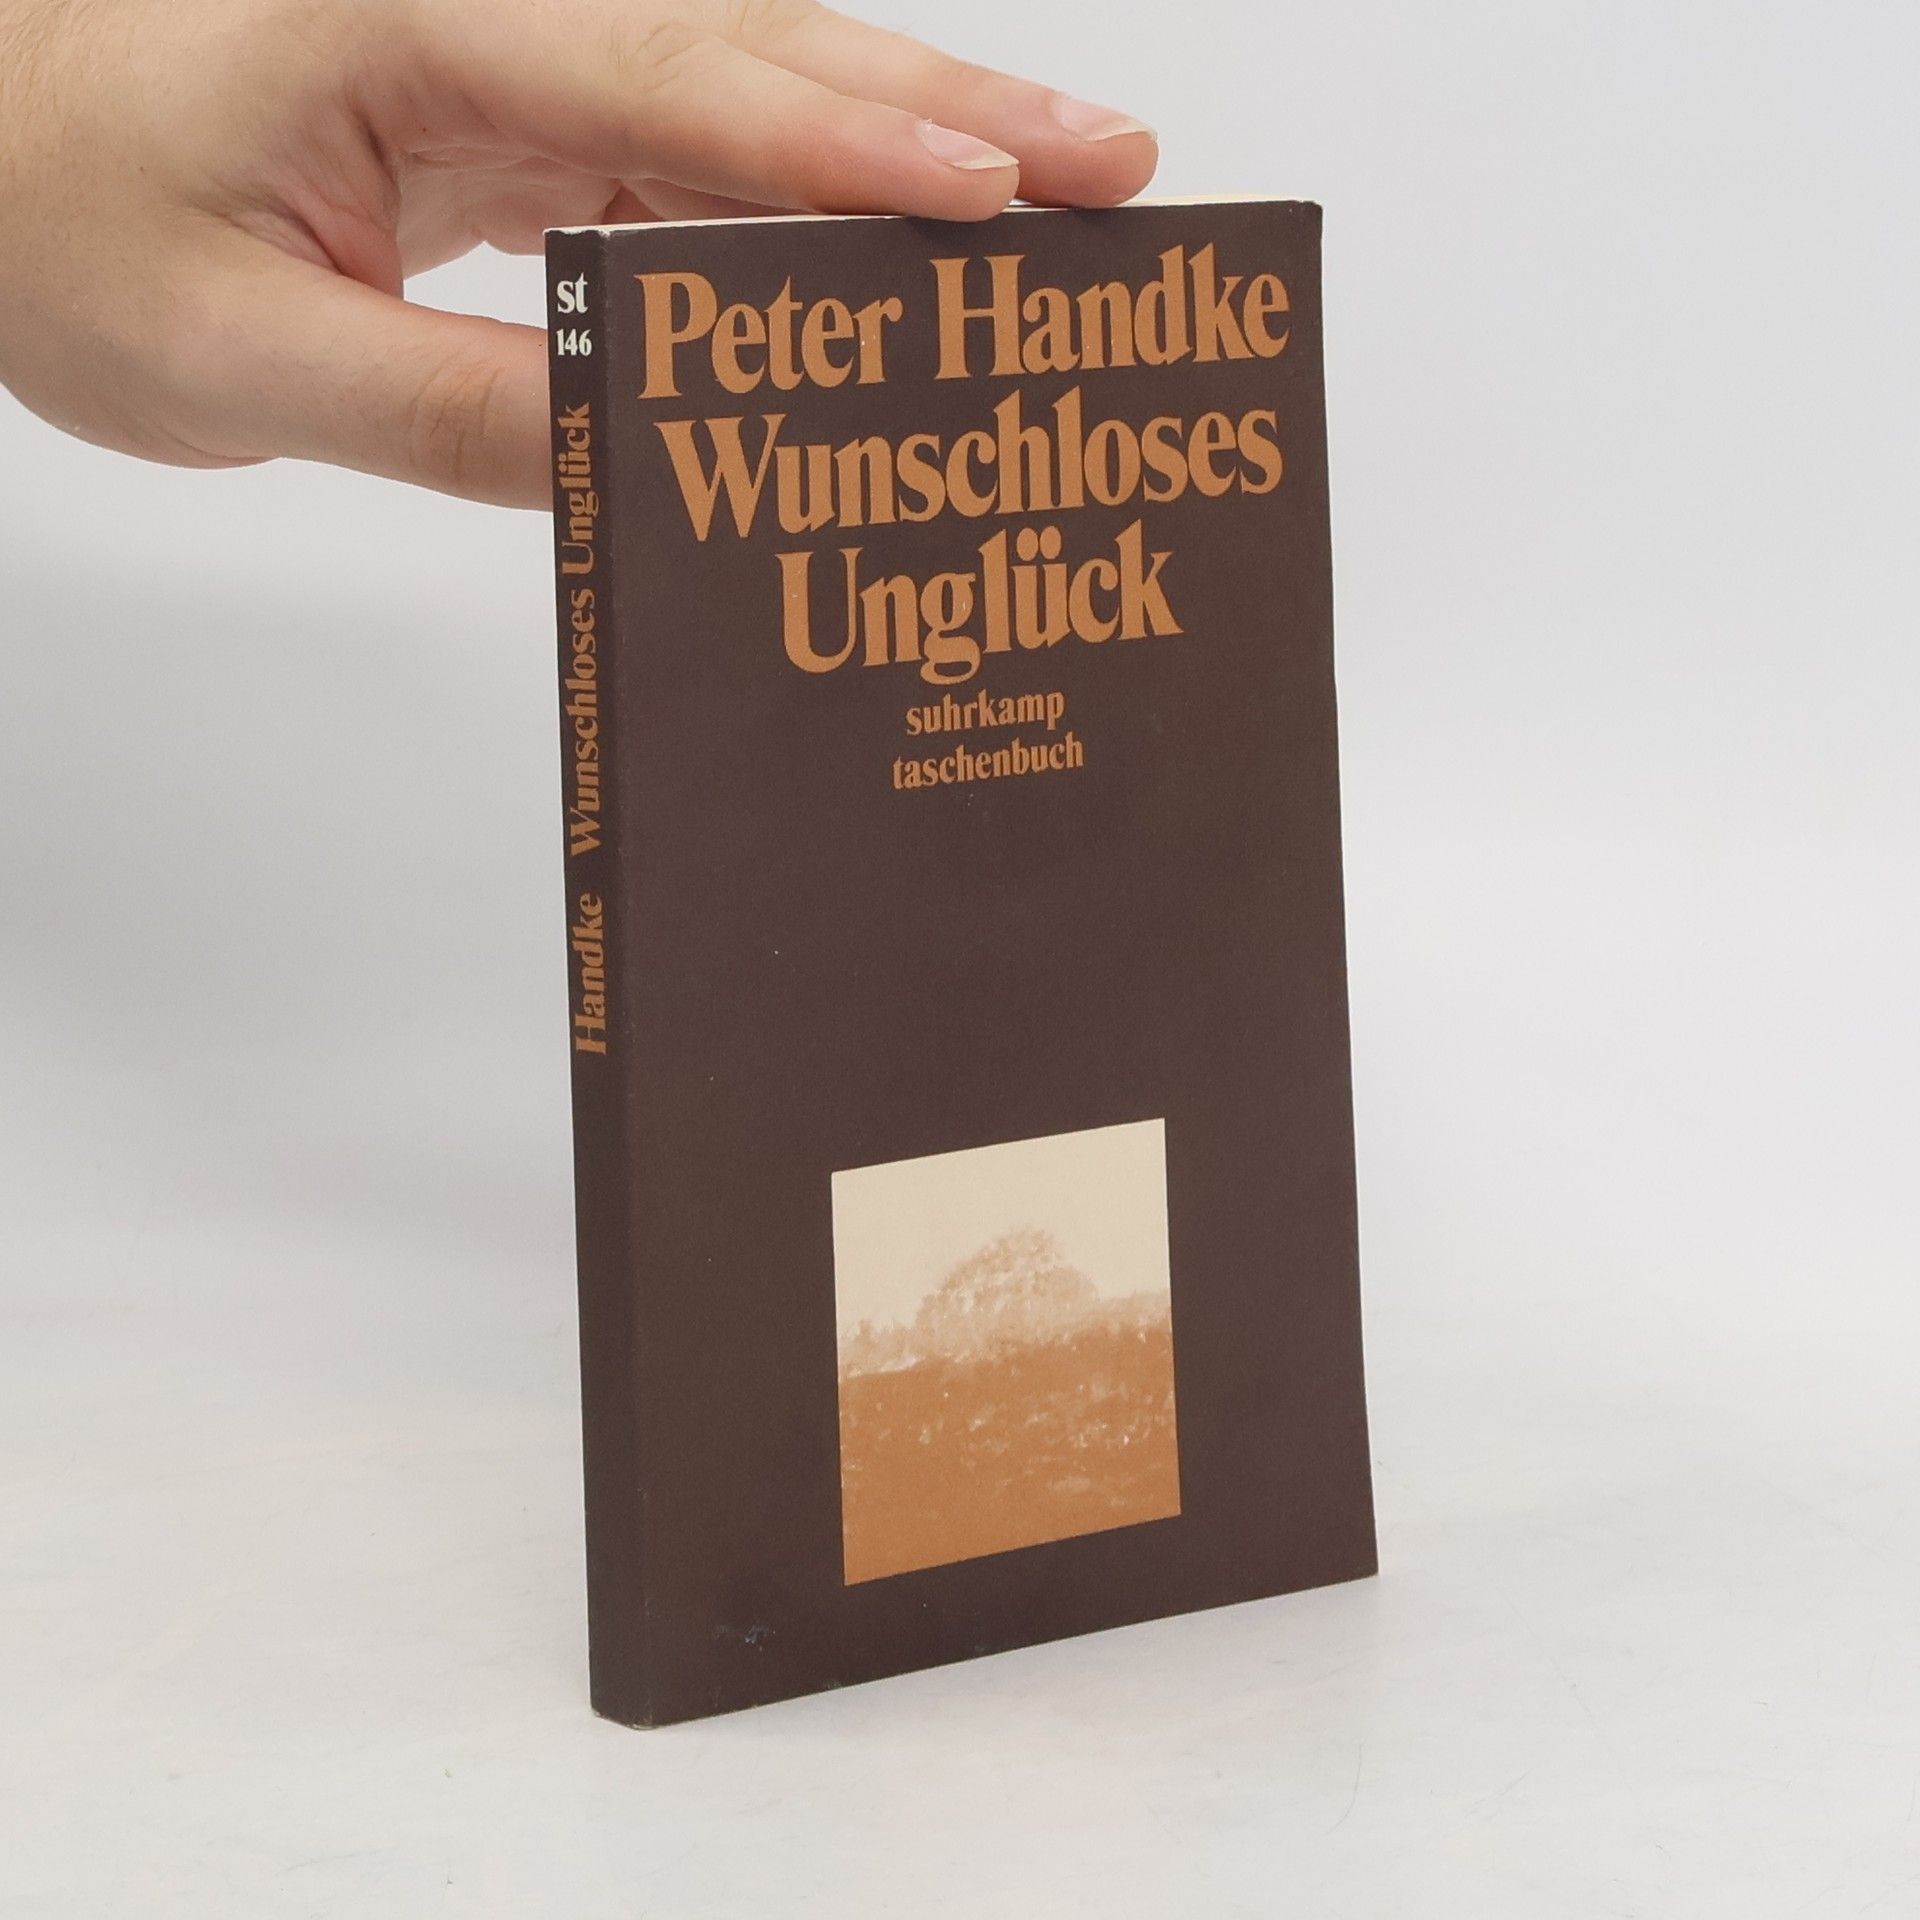 st
146
Handke Wunschloses Unglück
Peter Handke
Wunschloses
Unglück
suhrkamp
taschenbuch